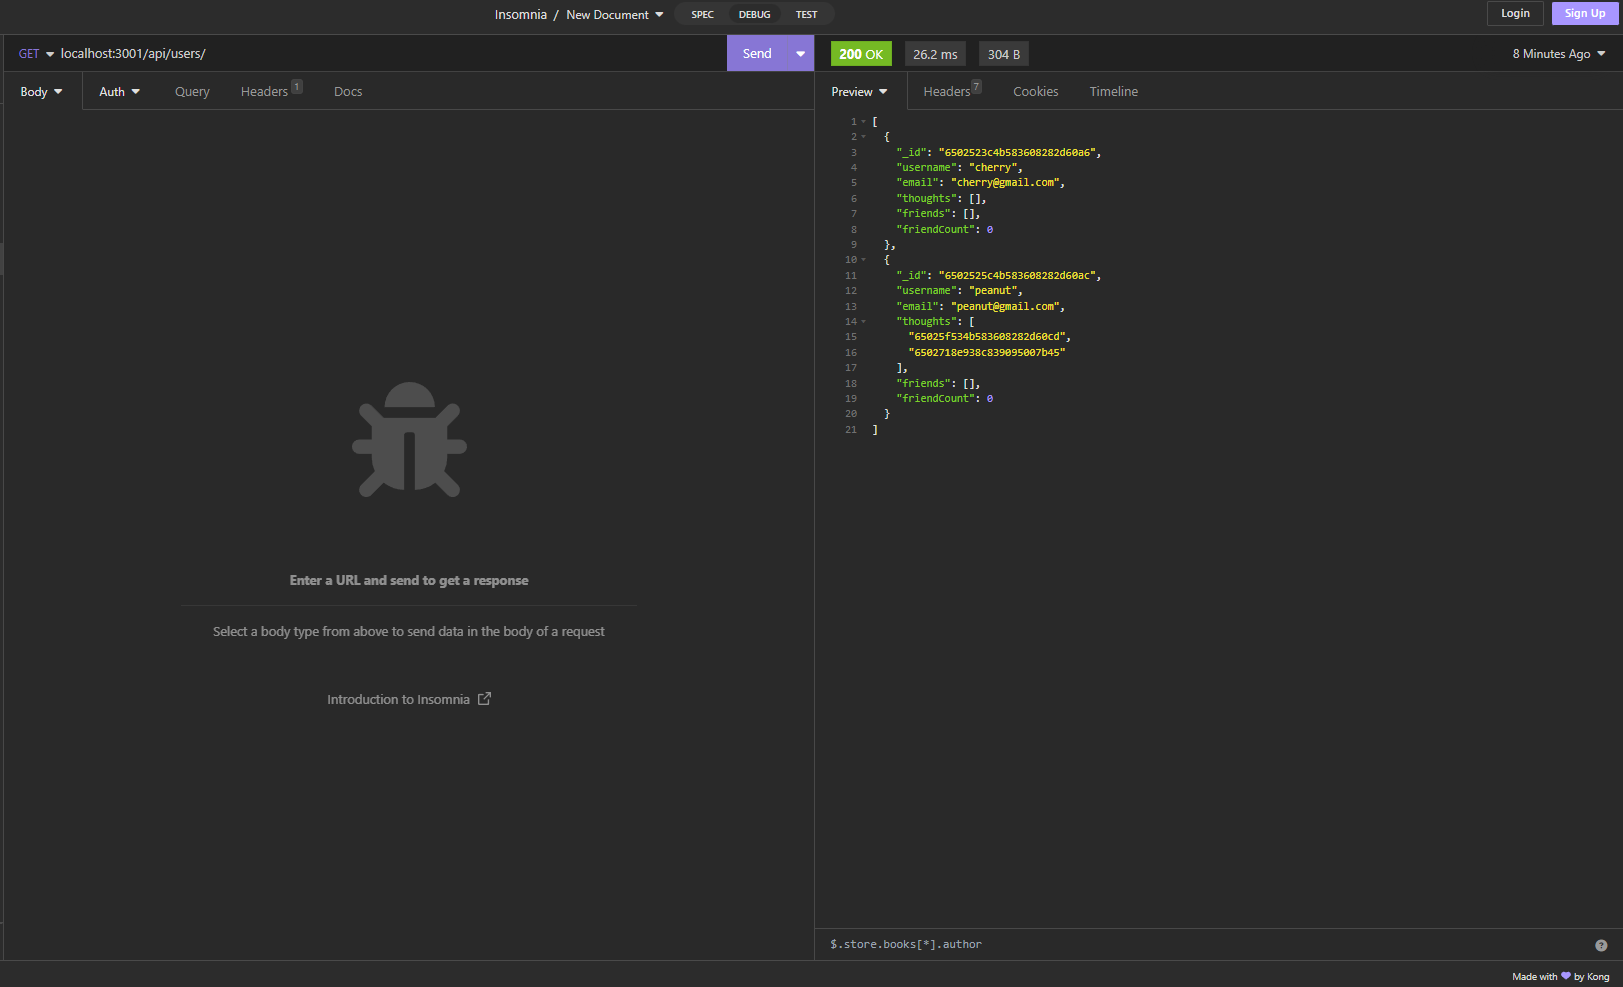 Insomnia / New Document SPEC DEBUG TEST Login Sign Up
GET localhost:3001/api/users/ Send 200 OK 26.2 ms 304 B 8 Minutes Ago
Body Auth Query Headers 1 Docs
Enter a URL and send to get a response
Select a body type from above to send data in the body of a request
Introduction to Insomnia
Preview Headers 7 Cookies Timeline
1 [
2 {
3 "_id": "6502523c4b583608282d60a6",
4 "username": "cherry",
5 "email": "cherry@gmail.com",
6 "thoughts": [],
7 "friends": [],
8 "friendCount": 0
9 },
10 {
11 "_id": "6502525c4b583608282d60ac",
12 "username": "peanut",
13 "email": "peanut@gmail.com",
14 "thoughts": [
15 "65025f534b583608282d60cd",
16 "6502718e938c839095007b45"
17 ],
18 "friends": [],
19 "friendCount": 0
20 }
21 ]
$.store.books[*].author
Made with 💜 by Kong